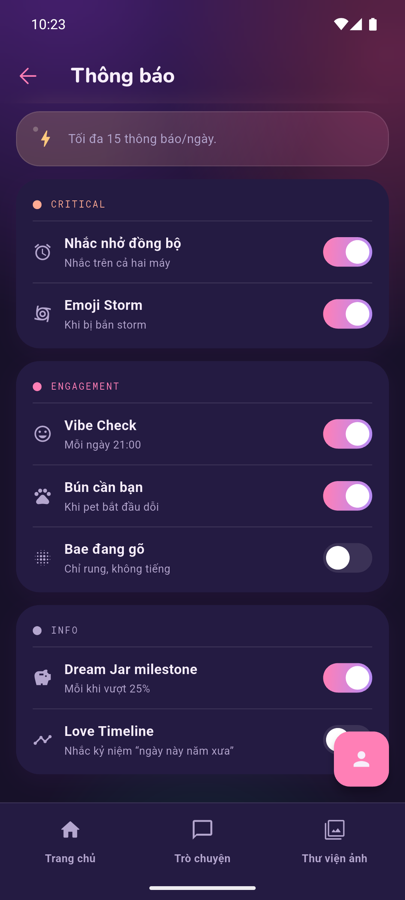 10:23
Thông báo
Tối đa 15 thông báo/ngày.
CRITICAL
Nhắc nhở đồng bộ
Nhắc trên cả hai máy
Emoji Storm
Khi bị bắn storm
ENGAGEMENT
Vibe Check
Mỗi ngày 21:00
Bún cần bạn
Khi pet bắt đầu dỗi
Bae đang gõ
Chỉ rung, không tiếng
INFO
Dream Jar milestone
Mỗi khi vượt 25%
Love Timeline
Nhắc kỷ niệm “ngày này năm xưa”
Trang chủ
Trò chuyện
Thư viện ảnh